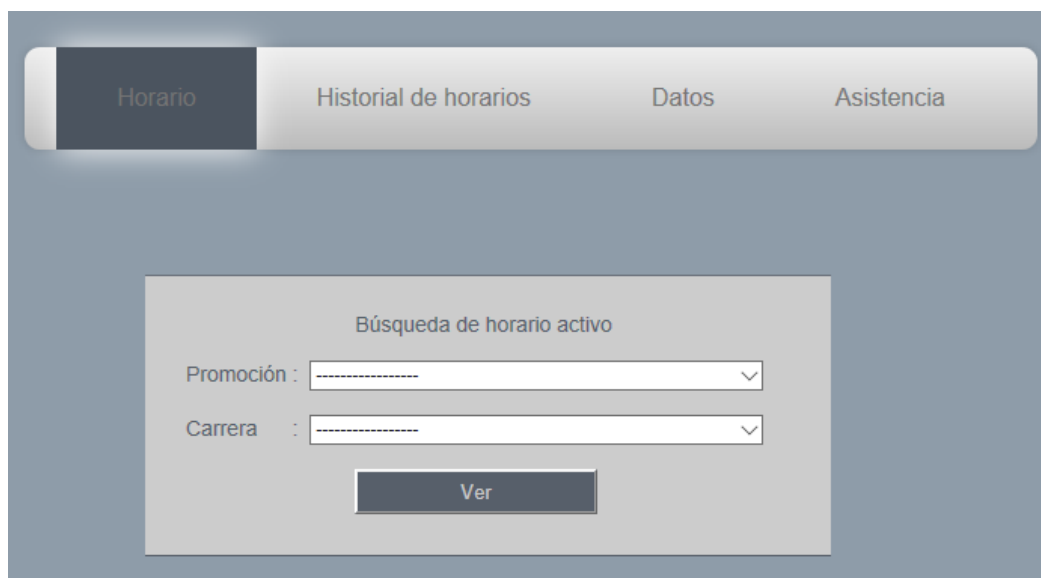 Horario Historial de horarios Datos Asistencia
Búsqueda de horario activo
Promoción : -----------------
Carrera : -----------------
Ver